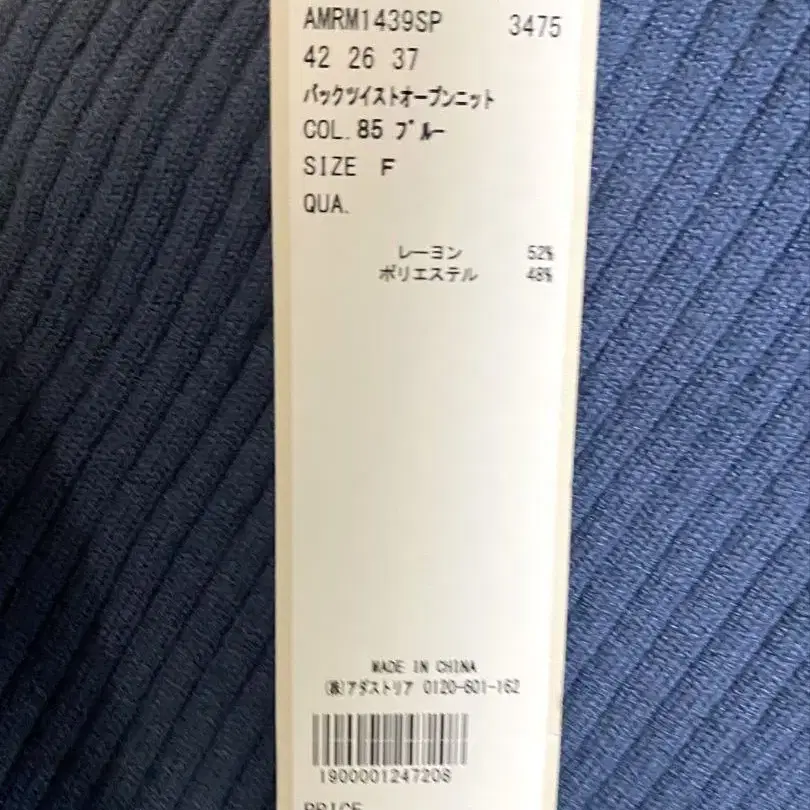 AMRM1439SP 3475
42 26 37
バックツイストオープンニット
COL.85 ブルー
SIZE F
QUA.
レーヨン 52%
ポリエステル 48%
MADE IN CHINA
(株)アダストリア 0120-601-162
1900001247208
PRICE